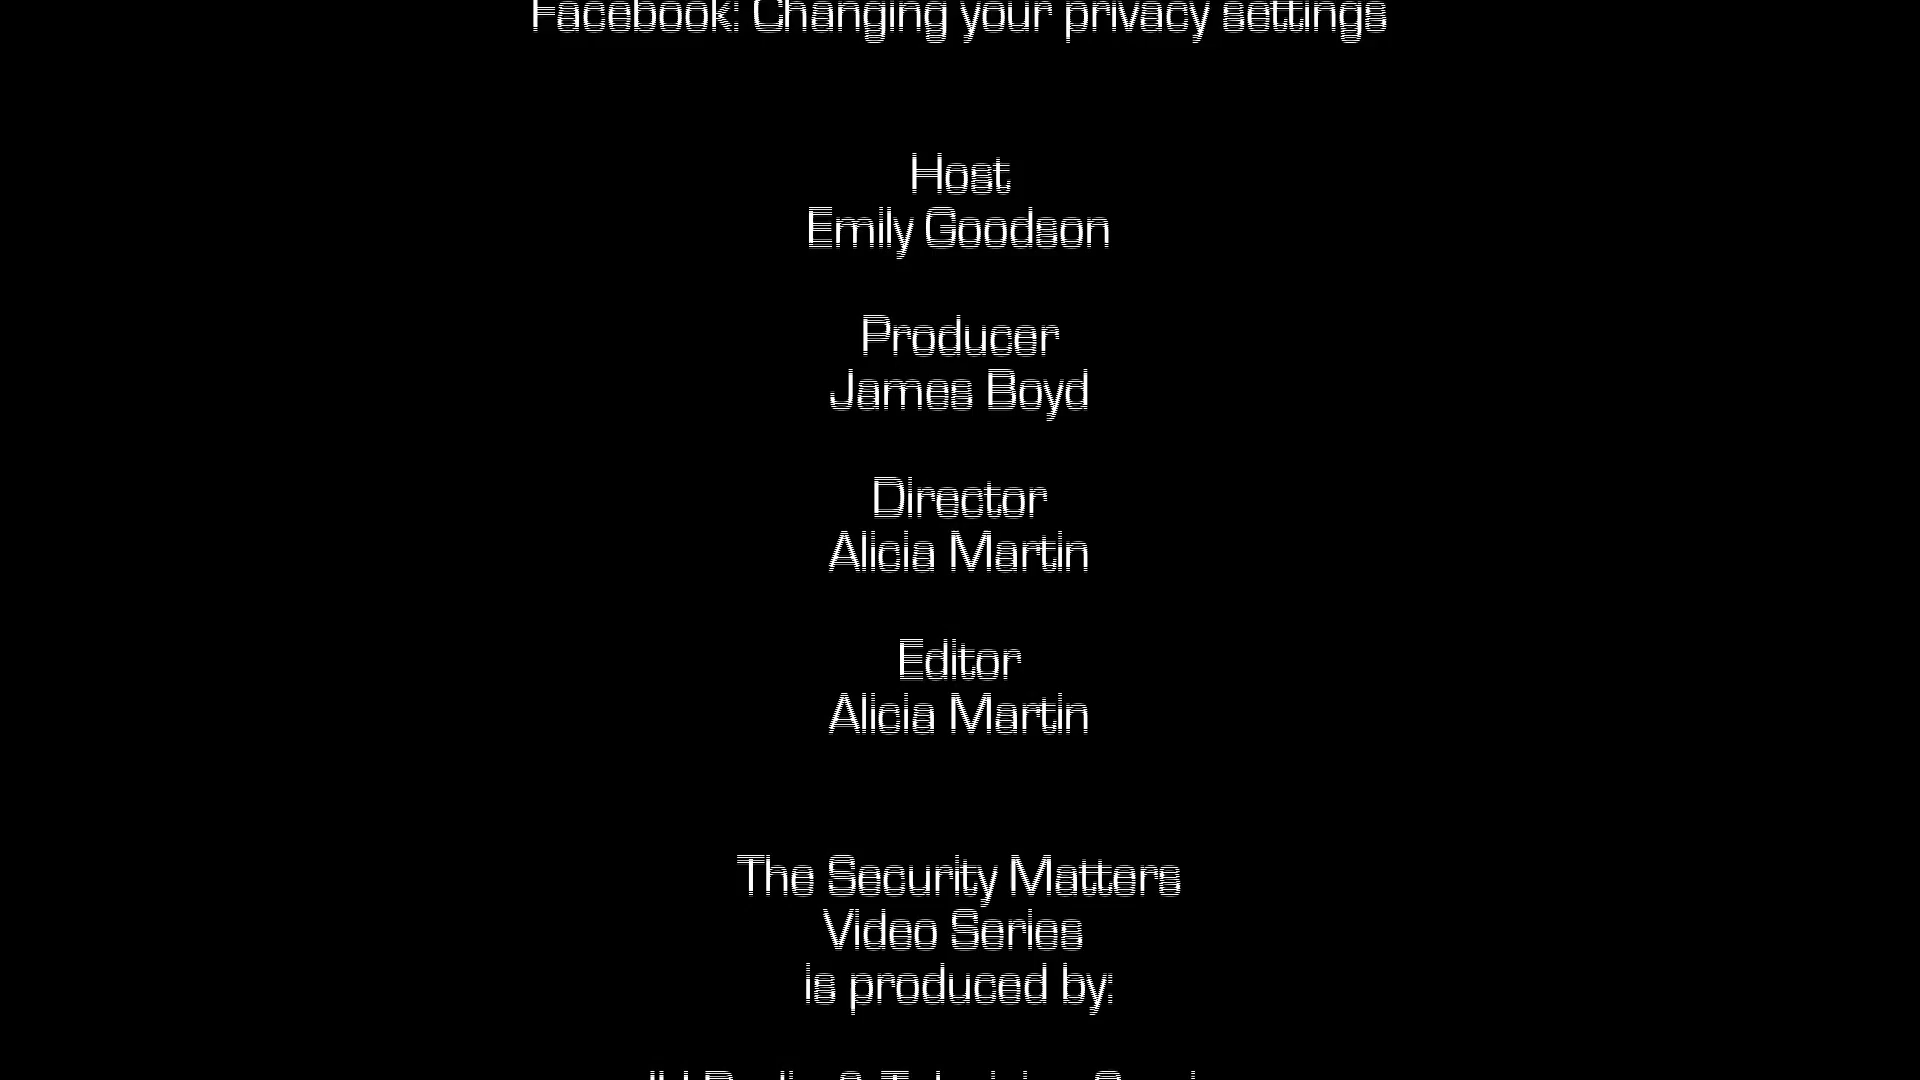 Facebook: Changing your privacy settings
Host
Emily Goodson
Producer
James Boyd
Director
Alicia Martin
Editor
Alicia Martin
The Security Matters
Video Series
is produced by: